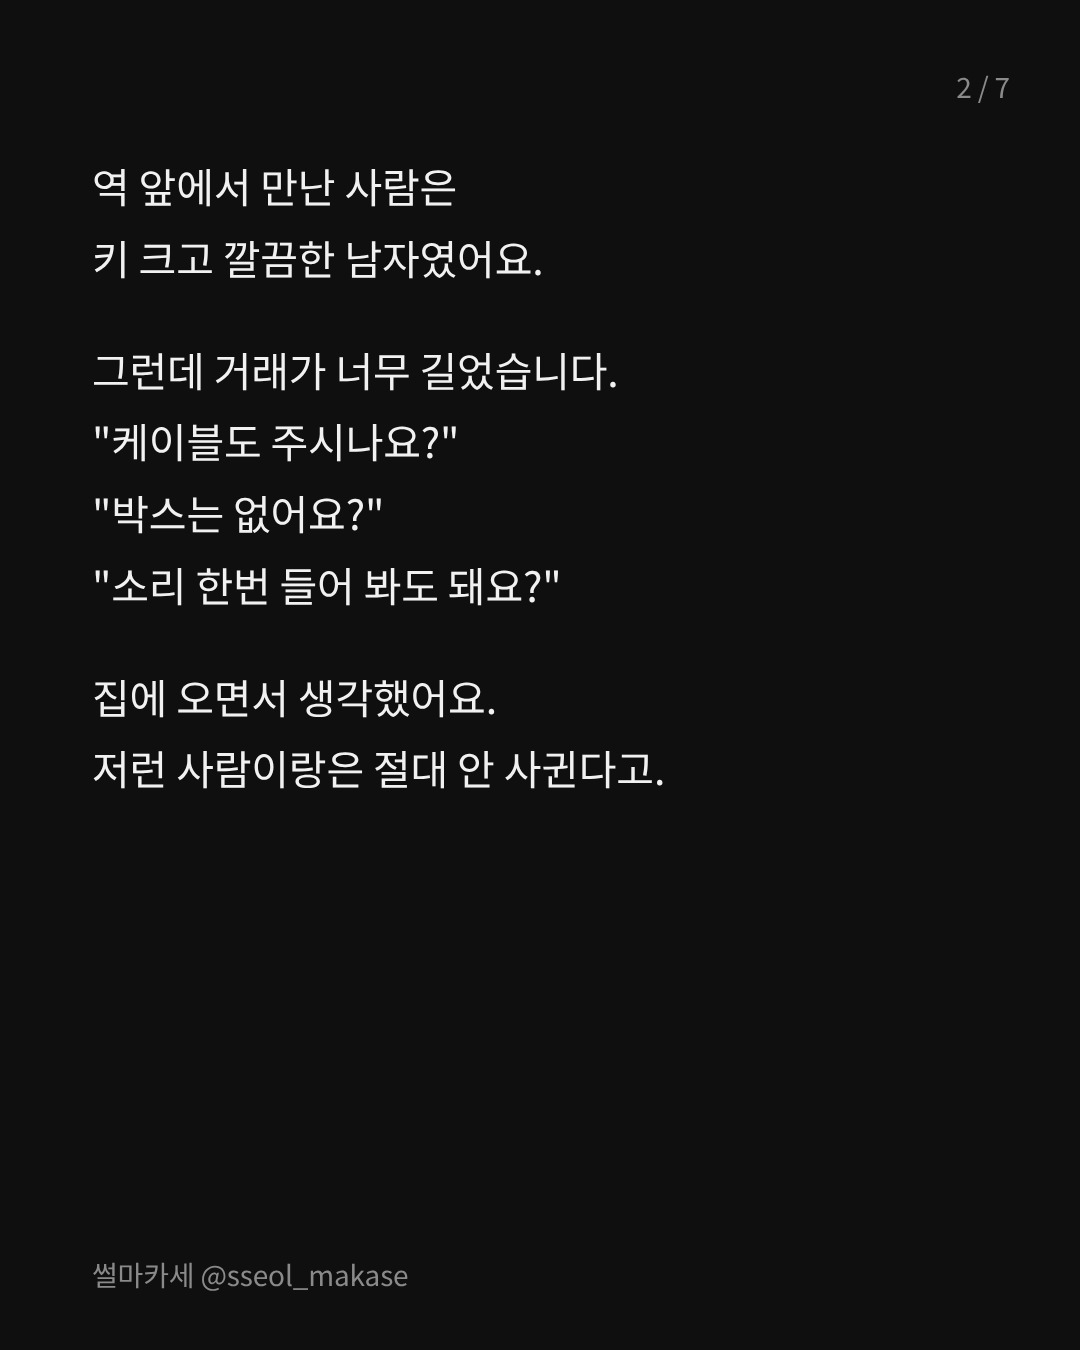 2 / 7
역 앞에서 만난 사람은
키 크고 깔끔한 남자였어요.
그런데 거래가 너무 길었습니다.
"케이블도 주시나요?"
"박스는 없어요?"
"소리 한번 들어 봐도 돼요?"
집에 오면서 생각했어요.
저런 사람이랑은 절대 안 사귄다고.
썰마카세 @sseol_makase